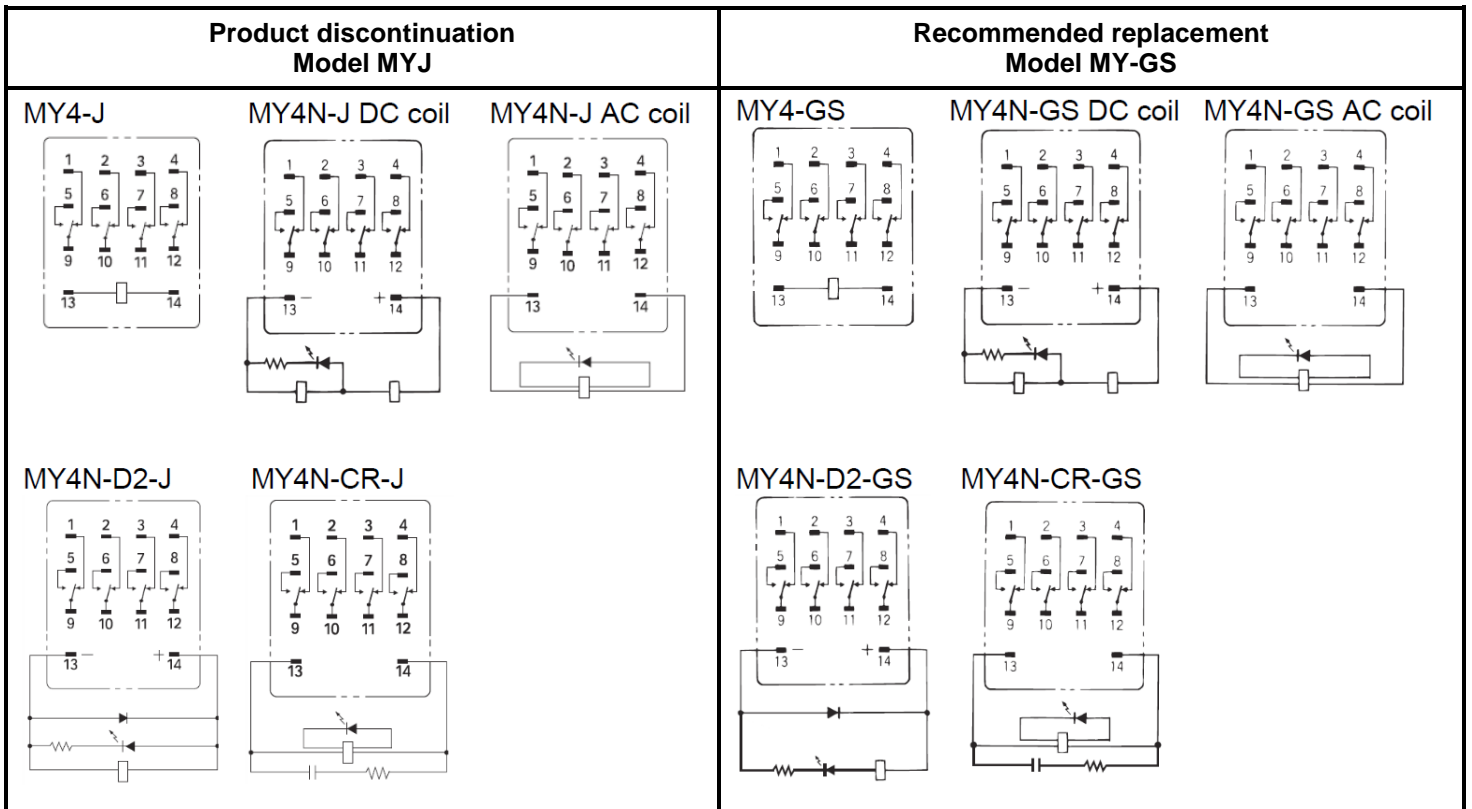 Product discontinuation
Model MYJ
Recommended replacement
Model MY-GS
MY4-J MY4N-J DC coil MY4N-J AC coil
1 2 3 4 1 2 3 4 1 2 3 4
5 6 7 8 5 6 7 8 5 6 7 8
9 10 11 12 9 10 11 12 9 10 11 12
13 14 13 − + 14 13 14
MY4N-D2-J MY4N-CR-J
1 2 3 4 1 2 3 4
5 6 7 8 5 6 7 8
9 10 11 12 9 10 11 12
13 − + 14 13 14
MY4-GS MY4N-GS DC coil MY4N-GS AC coil
1 2 3 4 1 2 3 4 1 2 3 4
5 6 7 8 5 6 7 8 5 6 7 8
9 10 11 12 9 10 11 12 9 10 11 12
13 14 13 − + 14 13 14
MY4N-D2-GS MY4N-CR-GS
1 2 3 4 1 2 3 4
5 6 7 8 5 6 7 8
9 10 11 12 9 10 11 12
13 − + 14 13 14